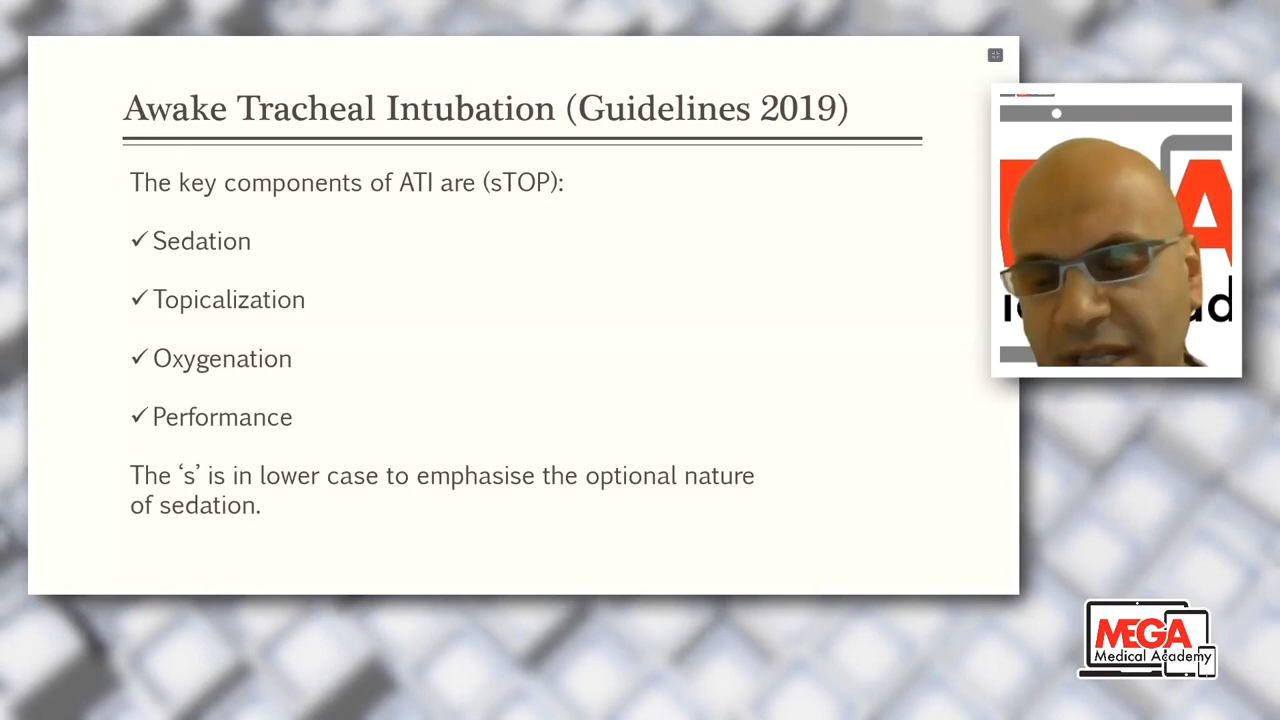 Awake Tracheal Intubation (Guidelines 2019)
The key components of ATI are (sTOP):
✓ Sedation
✓ Topicalization
✓ Oxygenation
✓ Performance
The ‘s’ is in lower case to emphasise the optional nature
of sedation.
A
MEGA
Medical Academy